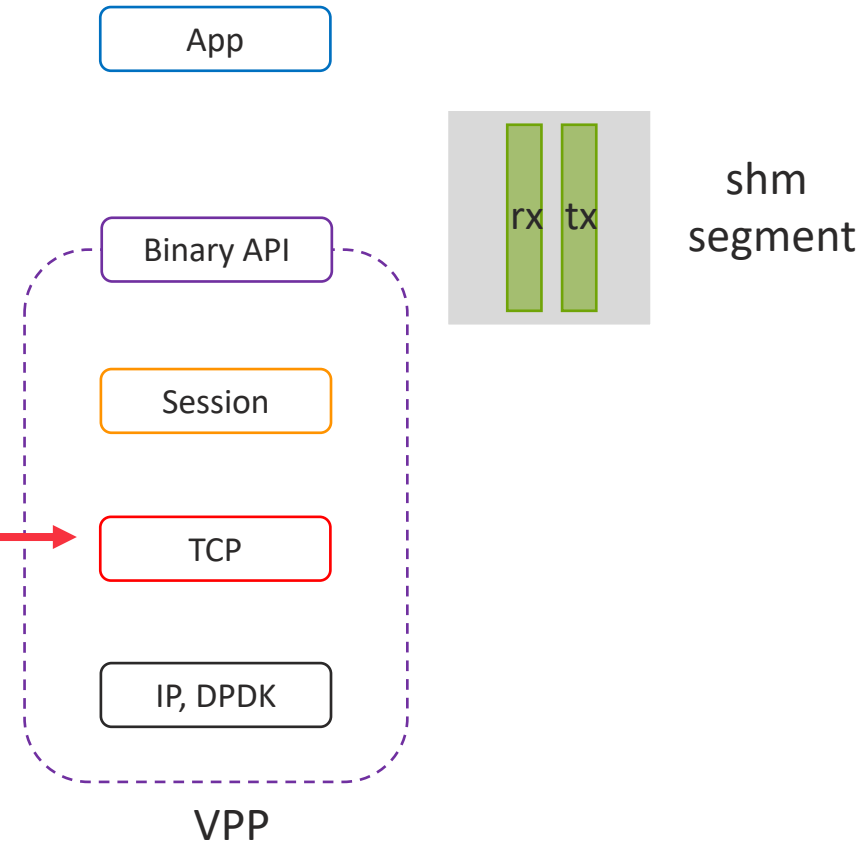 App
rx tx
shm
segment
Binary API
Session
TCP
IP, DPDK
VPP